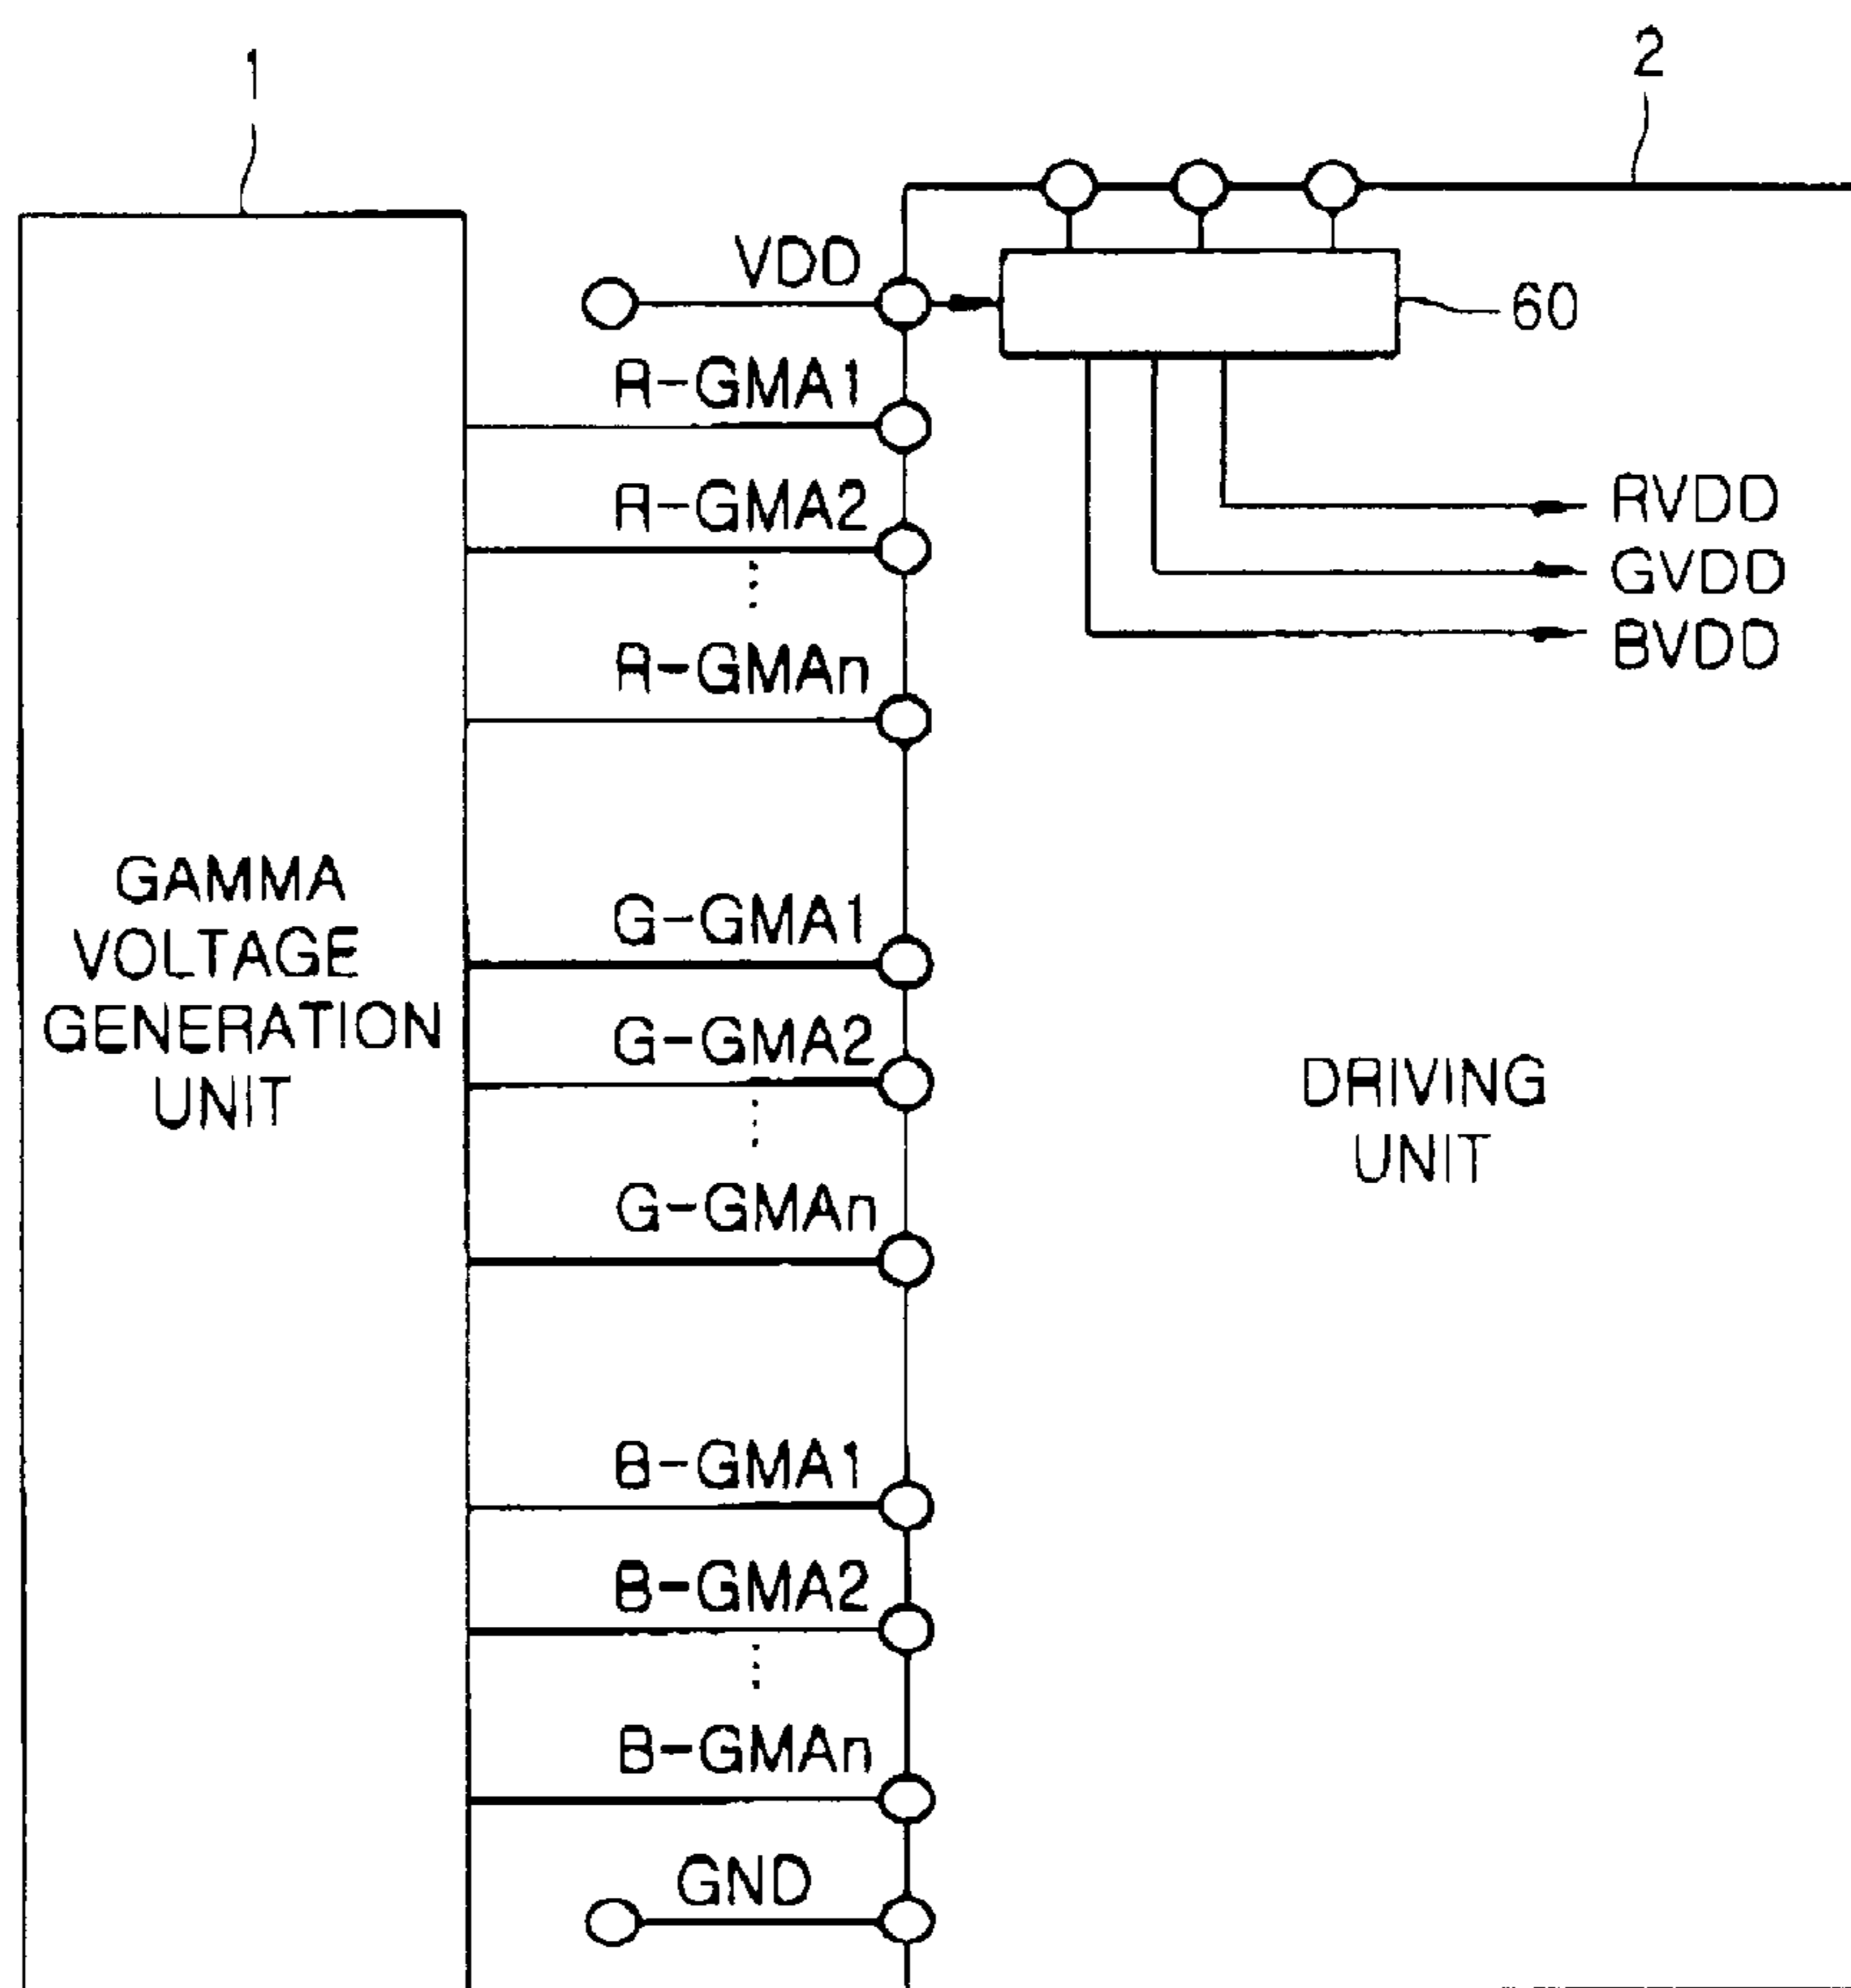 1
2
VDD
60
R-GMA1
R-GMA2
RVDD
GVDD
BVDD
R-GMAn
GAMMA
VOLTAGE
GENERATION
UNIT
G-GMA1
G-GMA2
G-GMAn
DRIVING
UNIT
B-GMA1
B-GMA2
B-GMAn
GND